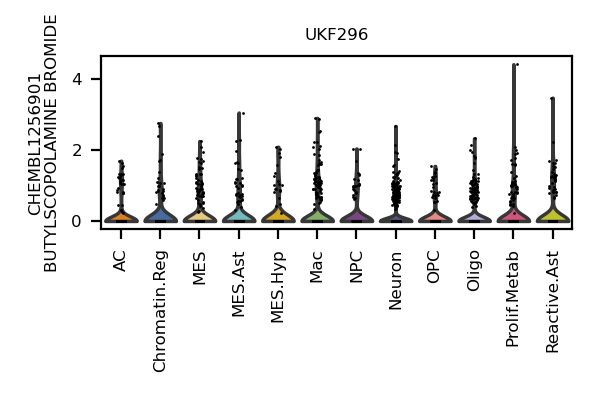 UKF296
CHEMBL1256901
BUTYLSCOPOLAMINE BROMIDE
4
2
0
AC
Chromatin.Reg
MES
MES.Ast
MES.Hyp
Mac
NPC
Neuron
OPC
Oligo
Prolif.Metab
Reactive.Ast